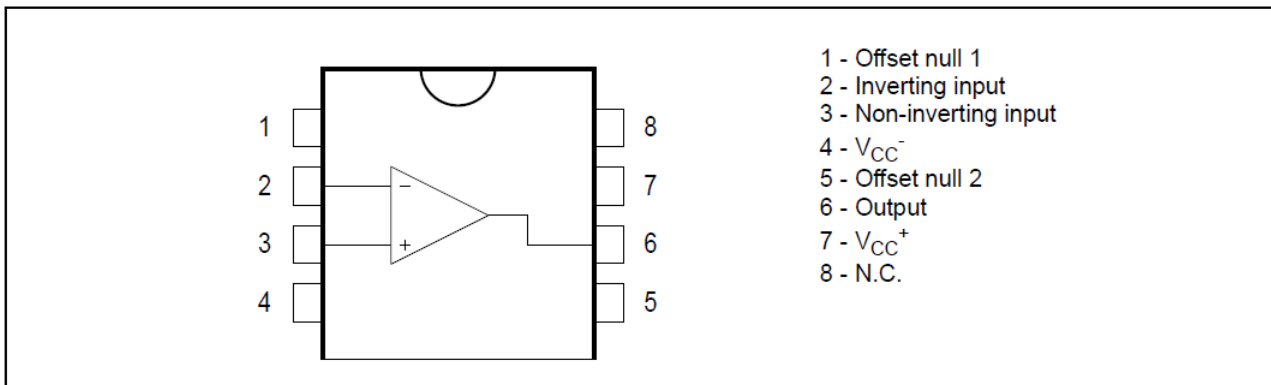 1
2
3
4
8
7
6
5
−
+
1 - Offset null 1
2 - Inverting input
3 - Non-inverting input
4 - VCC-
5 - Offset null 2
6 - Output
7 - VCC+
8 - N.C.